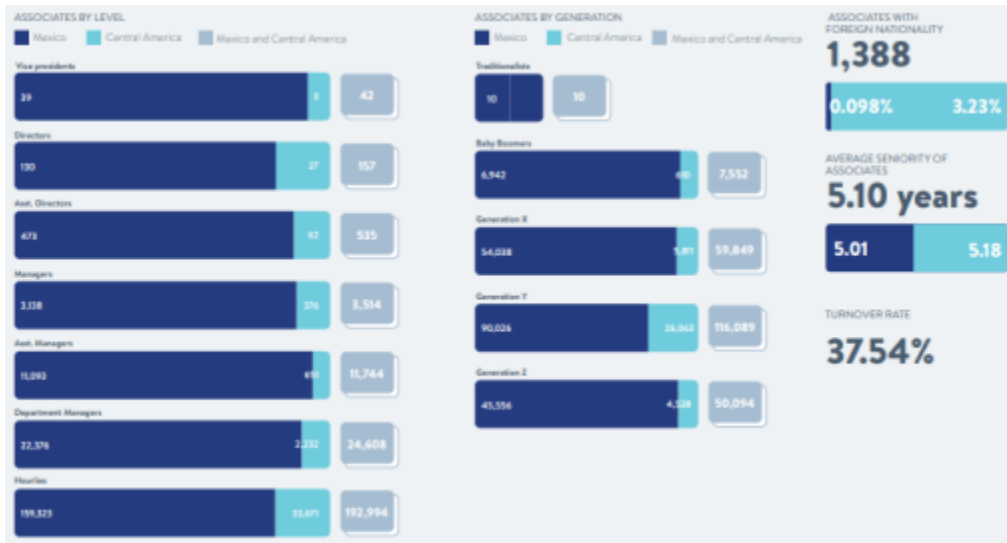 ASSOCIATES BY LEVEL
Mexico Central America Mexico and Central America
Vice presidents
39 3 42
Directors
130 27 157
Asst. Directors
473 62 535
Managers
3,138 376 3,514
Asst. Managers
11,093 11,744
Department Managers
22,376 2,232 24,608
Hourlies
159,323 33,671 192,994
ASSOCIATES BY GENERATION
Mexico Central America Mexico and Central America
Traditionalists
10 10
Baby Boomers
6,942 610 7,552
Generation X
54,038 5,811 59,849
Generation Y
90,026 26,063 116,089
Generation Z
45,556 4,538 50,094
ASSOCIATES WITH
FOREIGN NATIONALITY
1,388
0.098% 3.23%
AVERAGE SENIORITY OF
ASSOCIATES
5.10 years
5.01 5.18
TURNOVER RATE
37.54%